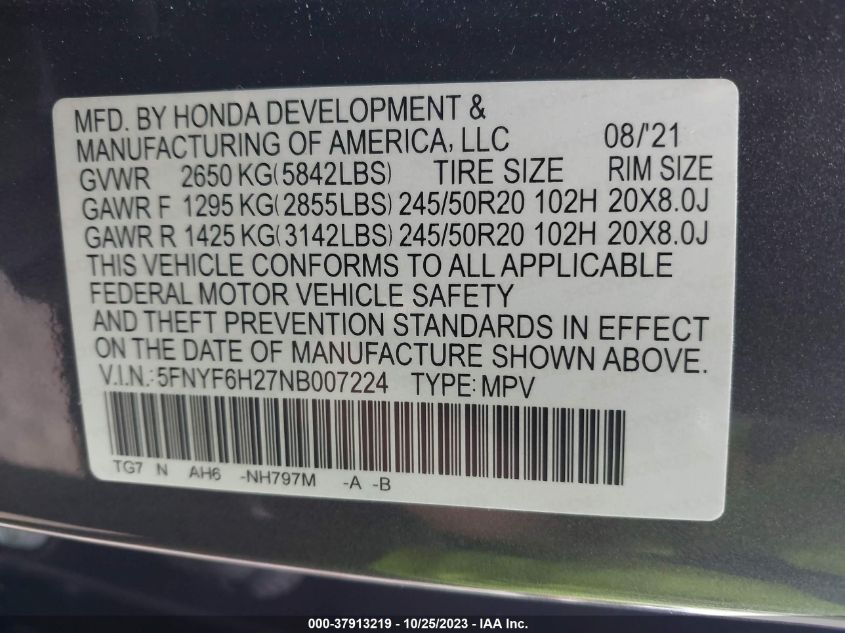 MFD. BY HONDA DEVELOPMENT &
MANUFACTURING OF AMERICA, LLC 08/'21
GVWR 2650 KG(5842LBS) TIRE SIZE RIM SIZE
GAWR F 1295 KG(2855LBS) 245/50R20 102H 20X8.0J
GAWR R 1425 KG(3142LBS) 245/50R20 102H 20X8.0J
THIS VEHICLE CONFORMS TO ALL APPLICABLE
FEDERAL MOTOR VEHICLE SAFETY
AND THEFT PREVENTION STANDARDS IN EFFECT
ON THE DATE OF MANUFACTURE SHOWN ABOVE.
V.I.N.: 5FNYF6H27NB007224 TYPE: MPV
TG7 N AH6 -NH797M -A -B
000-37913219 - 10/25/2023 - IAA Inc.